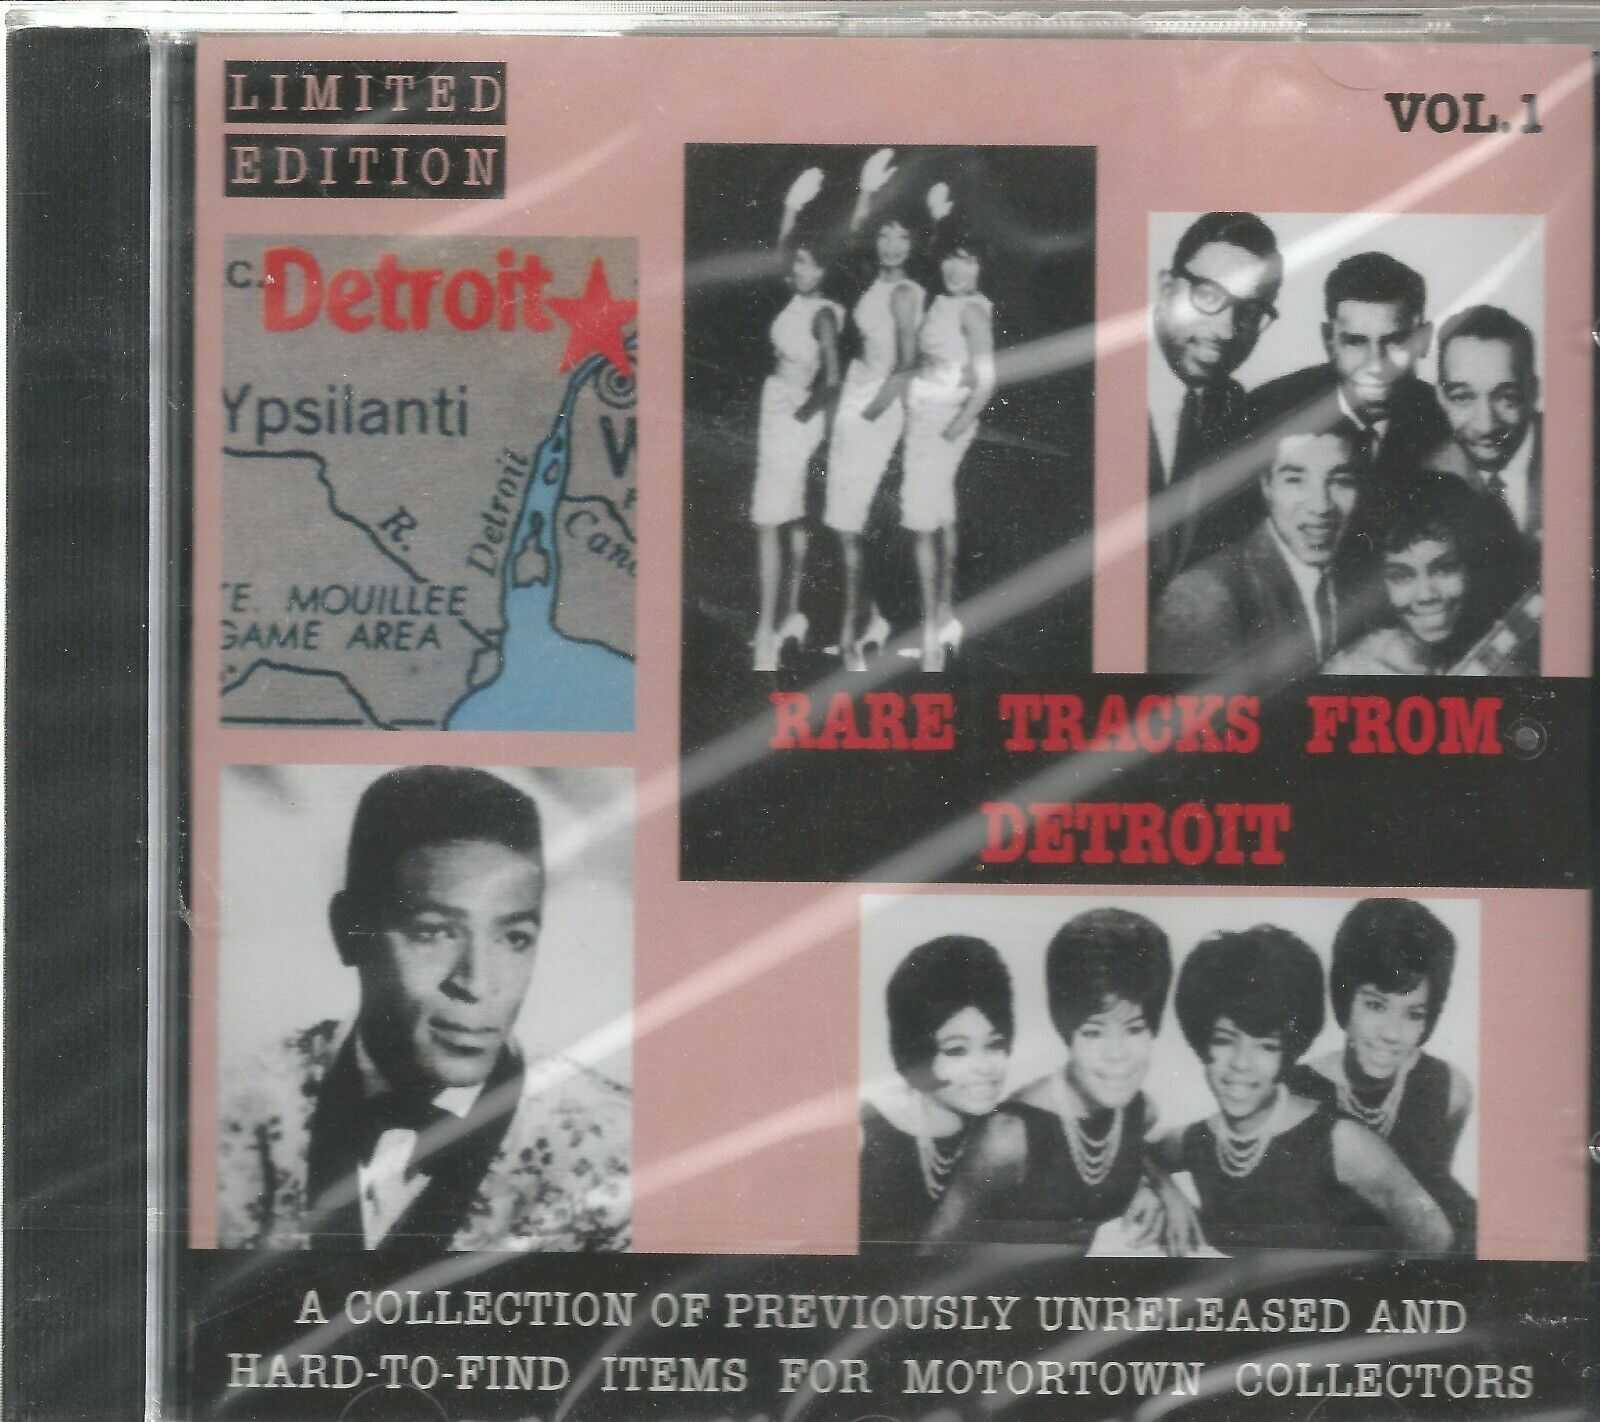 LIMITED
EDITION
VOL. 1
C.
Detroit
Ypsilanti
W
Detroit
R.
TE. MOUILLEE
GAME AREA
RARE TRACKS FROM
DETROIT
A COLLECTION OF PREVIOUSLY UNRELEASED AND
HARD-TO-FIND ITEMS FOR MOTORTOWN COLLECTORS